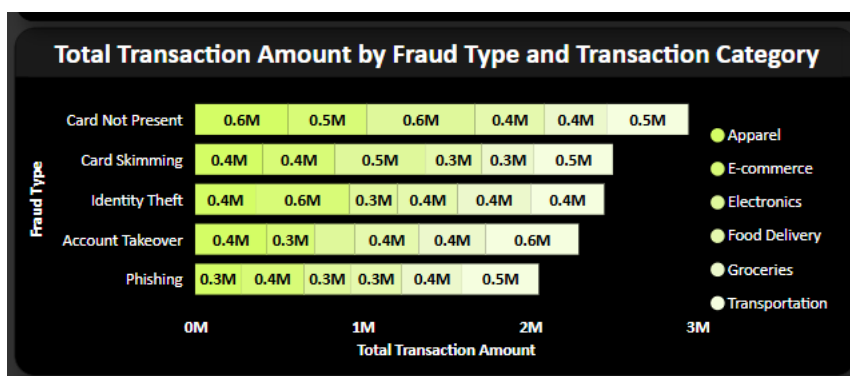 Total Transaction Amount by Fraud Type and Transaction Category
Card Not Present 0.6M 0.5M 0.6M 0.4M 0.4M 0.5M
Card Skimming 0.4M 0.4M 0.5M 0.3M 0.3M 0.5M
Identity Theft 0.4M 0.6M 0.3M 0.4M 0.4M 0.4M
Account Takeover 0.4M 0.3M 0.4M 0.4M 0.6M
Phishing 0.3M 0.4M 0.3M 0.3M 0.4M 0.5M
Fraud Type
0M 1M 2M 3M
Total Transaction Amount
Apparel
E-commerce
Electronics
Food Delivery
Groceries
Transportation